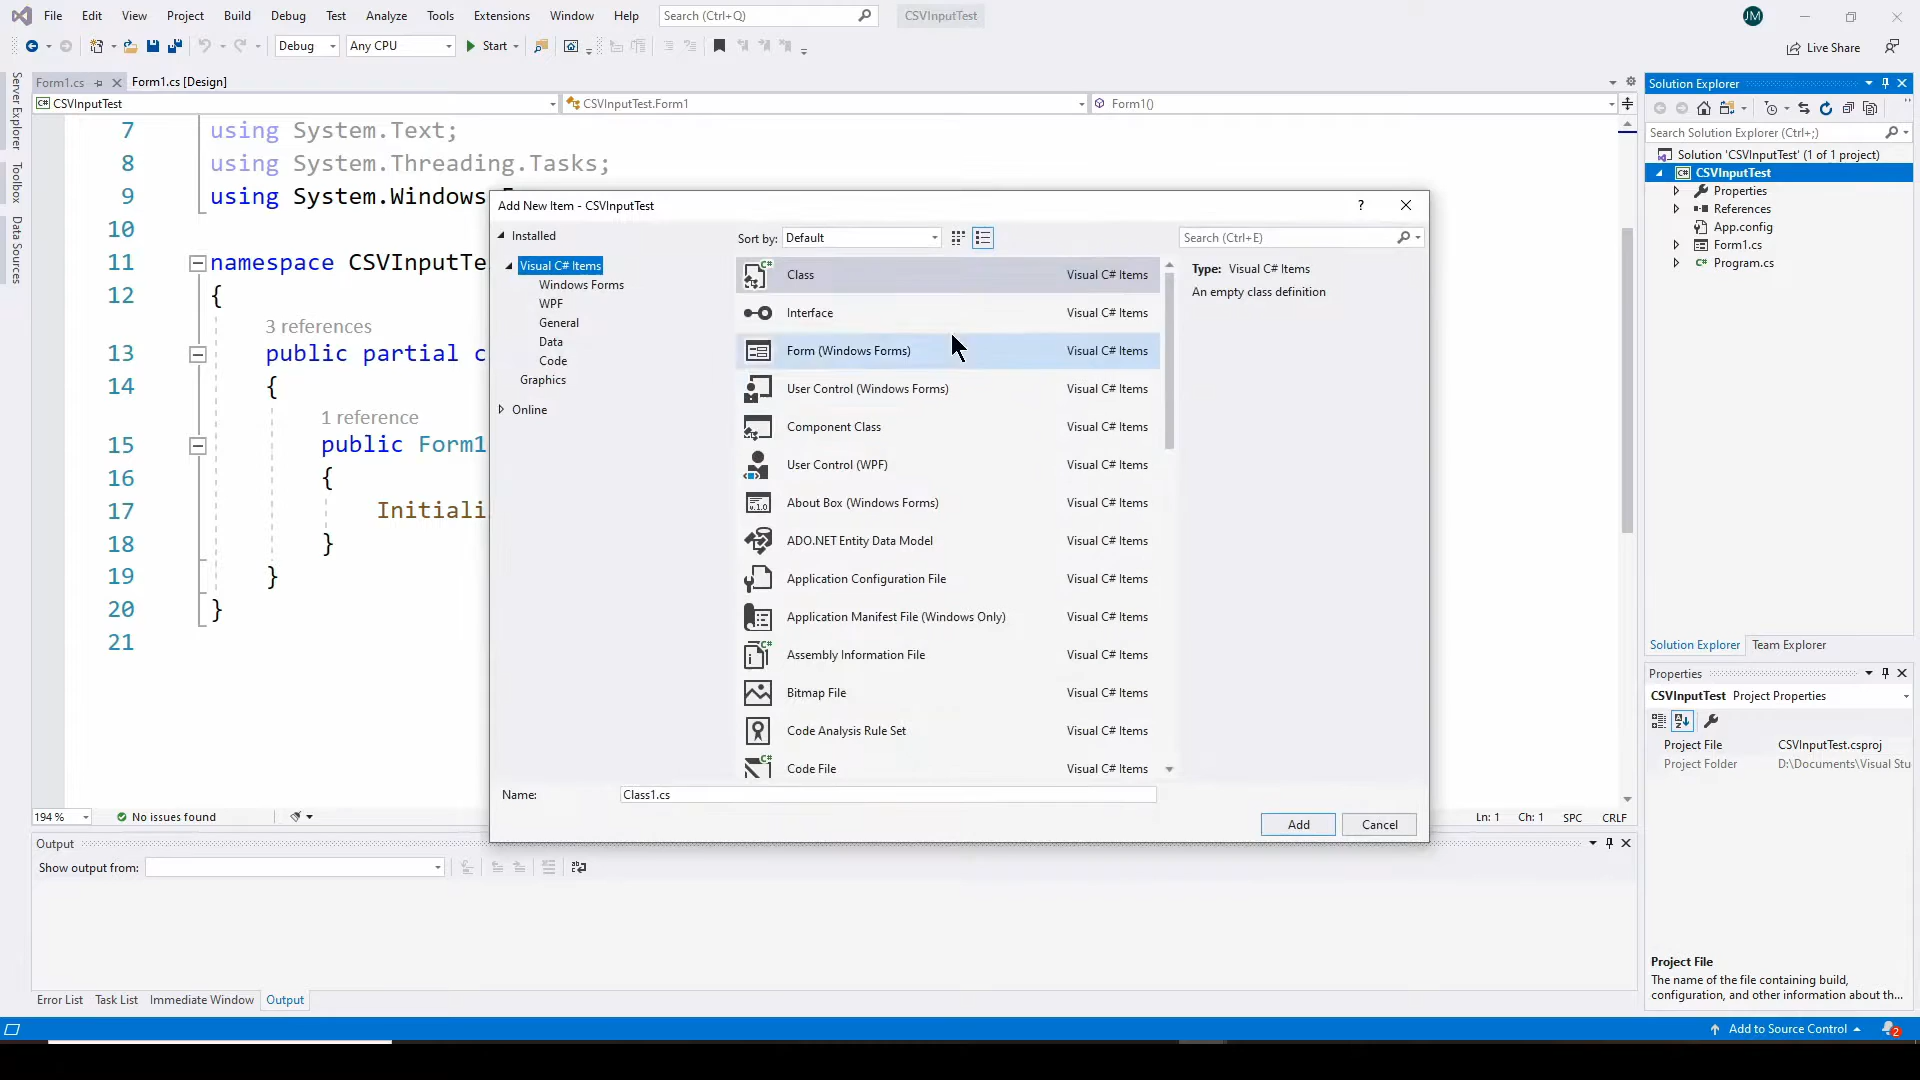 File Edit View Project Build Debug Test Analyze Tools Extensions Window Help Search (Ctrl+Q) CSVInputTest JM
Debug Any CPU Start Live Share
Server Explorer
Toolbox
Data Sources
Form1.cs Form1.cs [Design]
C# CSVInputTest CSVInputTest.Form1 Form1()
7 using System.Text;
8 using System.Threading.Tasks;
9 using System.Windows
10
11 namespace CSVInputTe
12 {
3 references
13 public partial c
14 {
1 reference
15 public Form1
16 {
17 Initiali
18 }
19 }
20 }
21
194 % No issues found Ln: 1 Ch: 1 SPC CRLF
Add New Item - CSVInputTest ?
Installed
Visual C# Items
Windows Forms
WPF
General
Data
Code
Graphics
Online
Sort by: Default Search (Ctrl+E)
Class Visual C# Items
Interface Visual C# Items
Form (Windows Forms) Visual C# Items
User Control (Windows Forms) Visual C# Items
Component Class Visual C# Items
User Control (WPF) Visual C# Items
About Box (Windows Forms) Visual C# Items
ADO.NET Entity Data Model Visual C# Items
Application Configuration File Visual C# Items
Application Manifest File (Windows Only) Visual C# Items
Assembly Information File Visual C# Items
Bitmap File Visual C# Items
Code Analysis Rule Set Visual C# Items
Code File Visual C# Items
Type: Visual C# Items
An empty class definition
Name: Class1.cs
Add Cancel
Output
Show output from:
Error List Task List Immediate Window Output
Solution Explorer
Search Solution Explorer (Ctrl+;)
Solution 'CSVInputTest' (1 of 1 project)
C# CSVInputTest
Properties
References
App.config
Form1.cs
C# Program.cs
Solution Explorer Team Explorer
Properties
CSVInputTest Project Properties
Project File CSVInputTest.csproj
Project Folder D:\Documents\Visual Stu
Project File
The name of the file containing build,
configuration, and other information about th...
Add to Source Control 2